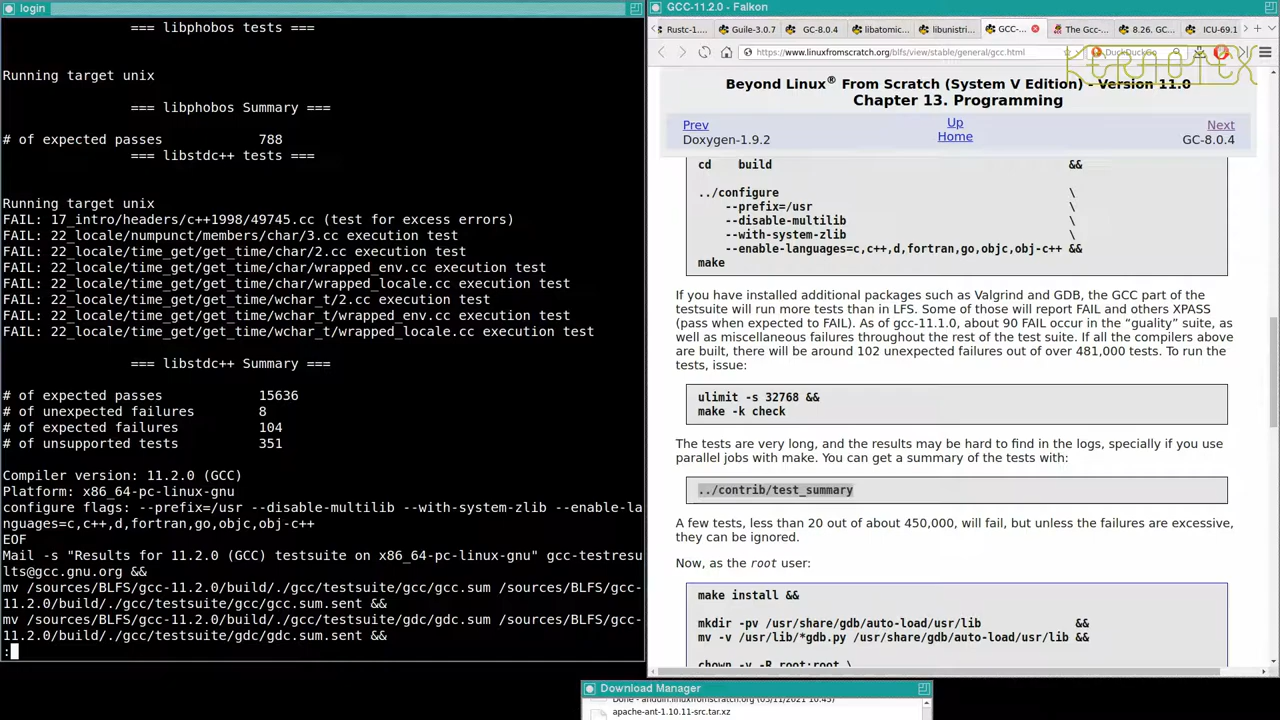 login
=== libphobos tests ===
Running target unix
=== libphobos Summary ===
# of expected passes 788
=== libstdc++ tests ===
Running target unix
FAIL: 17_intro/headers/c++1998/49745.cc (test for excess errors)
FAIL: 22_locale/numpunct/members/char/3.cc execution test
FAIL: 22_locale/time_get/get_time/char/2.cc execution test
FAIL: 22_locale/time_get/get_time/char/wrapped_env.cc execution test
FAIL: 22_locale/time_get/get_time/char/wrapped_locale.cc execution test
FAIL: 22_locale/time_get/get_time/wchar_t/2.cc execution test
FAIL: 22_locale/time_get/get_time/wchar_t/wrapped_env.cc execution test
FAIL: 22_locale/time_get/get_time/wchar_t/wrapped_locale.cc execution test
=== libstdc++ Summary ===
# of expected passes 15636
# of unexpected failures 8
# of expected failures 104
# of unsupported tests 351
Compiler version: 11.2.0 (GCC)
Platform: x86_64-pc-linux-gnu
configure flags: --prefix=/usr --disable-multilib --with-system-zlib --enable-la
nguages=c,c++,d,fortran,go,objc,obj-c++
EOF
Mail -s "Results for 11.2.0 (GCC) testsuite on x86_64-pc-linux-gnu" gcc-testresu
lts@gcc.gnu.org &&
mv /sources/BLFS/gcc-11.2.0/build/./gcc/testsuite/gcc/gcc.sum /sources/BLFS/gcc-
11.2.0/build/./gcc/testsuite/gcc/gcc.sum.sent &&
mv /sources/BLFS/gcc-11.2.0/build/./gcc/testsuite/gdc/gdc.sum /sources/BLFS/gcc-
11.2.0/build/./gcc/testsuite/gdc/gdc.sum.sent &&
:
GCC-11.2.0 - Falkon
Rustc-1.... Guile-3.0.7 GC-8.0.4 libatomic... libunistri... GCC-... The Gcc-... 8.26. GC... ICU-69.1
https://www.linuxfromscratch.org/blfs/view/stable/general/gcc.html DuckDuckGo
KERNOTEX
Beyond Linux® From Scratch (System V Edition) - Version 11.0
Chapter 13. Programming
Prev Up Next
Doxygen-1.9.2 Home GC-8.0.4
cd build &&
../configure \
--prefix=/usr \
--disable-multilib \
--with-system-zlib \
--enable-languages=c,c++,d,fortran,go,objc,obj-c++ &&
make
If you have installed additional packages such as Valgrind and GDB, the GCC part of the
testsuite will run more tests than in LFS. Some of those will report FAIL and others XPASS
(pass when expected to FAIL). As of gcc-11.1.0, about 90 FAIL occur in the “guality” suite, as
well as miscellaneous failures throughout the rest of the test suite. If all the compilers above
are built, there will be around 102 unexpected failures out of over 481,000 tests. To run the
tests, issue:
ulimit -s 32768 &&
make -k check
The tests are very long, and the results may be hard to find in the logs, specially if you use
parallel jobs with make. You can get a summary of the tests with:
../contrib/test_summary
A few tests, less than 20 out of about 450,000, will fail, but unless the failures are excessive,
they can be ignored.
Now, as the root user:
make install &&
mkdir -pv /usr/share/gdb/auto-load/usr/lib &&
mv -v /usr/lib/*gdb.py /usr/share/gdb/auto-load/usr/lib &&
chown -v -R root:root \
Download Manager
Done - anduin.linuxfromscratch.org (05/11/2021 10:45)
apache-ant-1.10.11-src.tar.xz